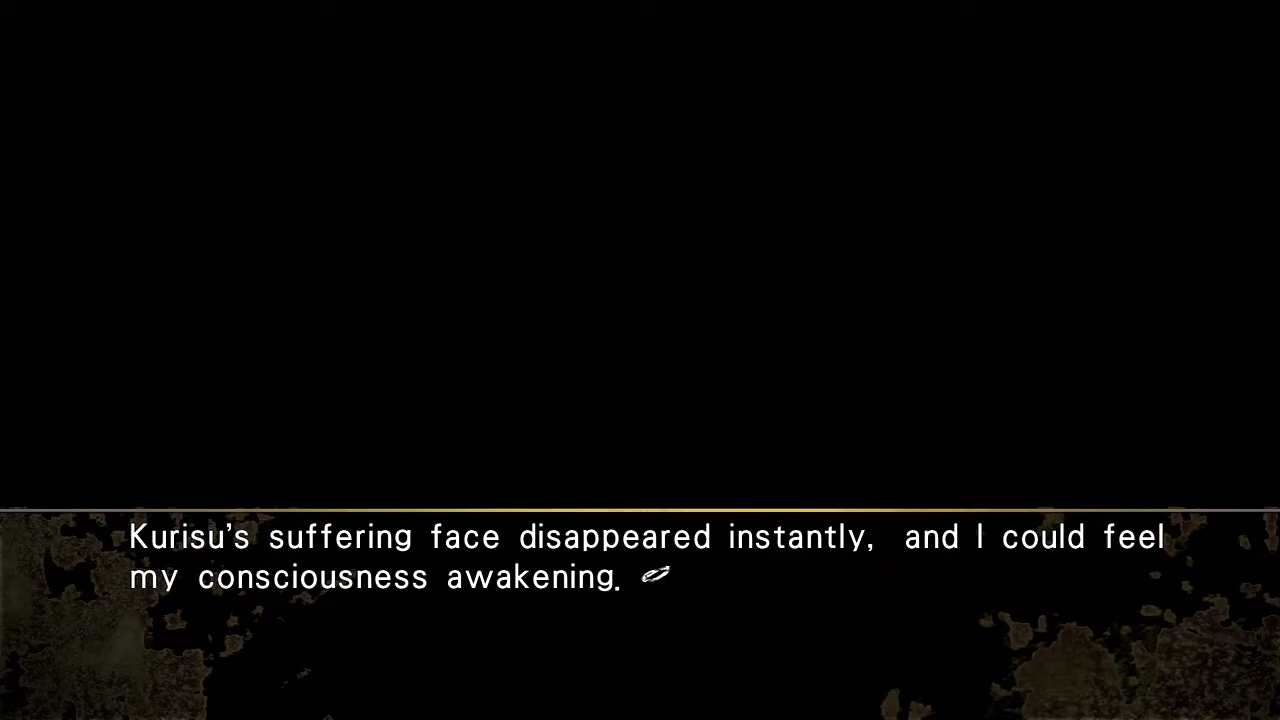 Kurisu’s suffering face disappeared instantly, and I could feel
my consciousness awakening.